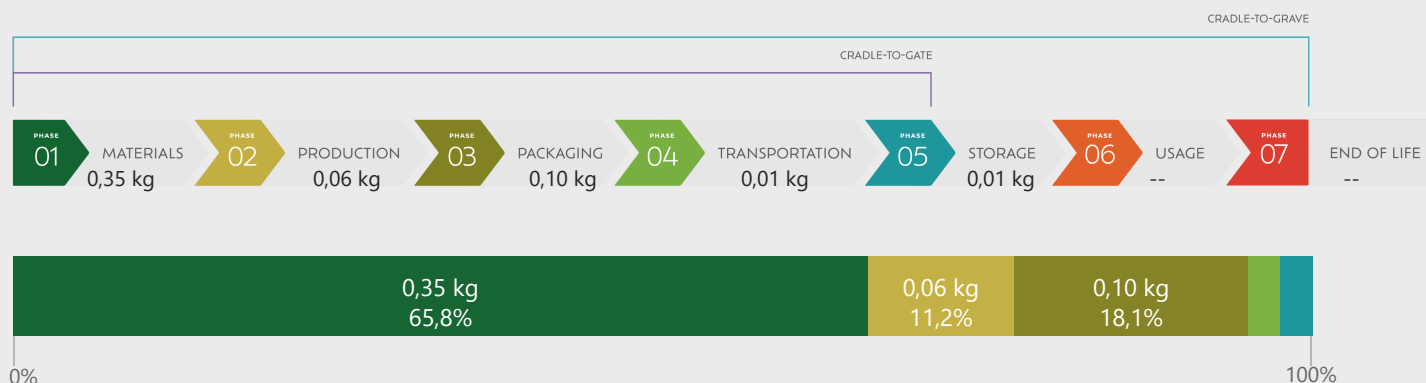 CRADLE-TO-GRAVE
CRADLE-TO-GATE
PHASE 01 MATERIALS 0,35 kg
PHASE 02 PRODUCTION 0,06 kg
PHASE 03 PACKAGING 0,10 kg
PHASE 04 TRANSPORTATION 0,01 kg
PHASE 05 STORAGE 0,01 kg
PHASE 06 USAGE --
PHASE 07 END OF LIFE --
0,35 kg
65,8%
0,06 kg
11,2%
0,10 kg
18,1%
0%
100%